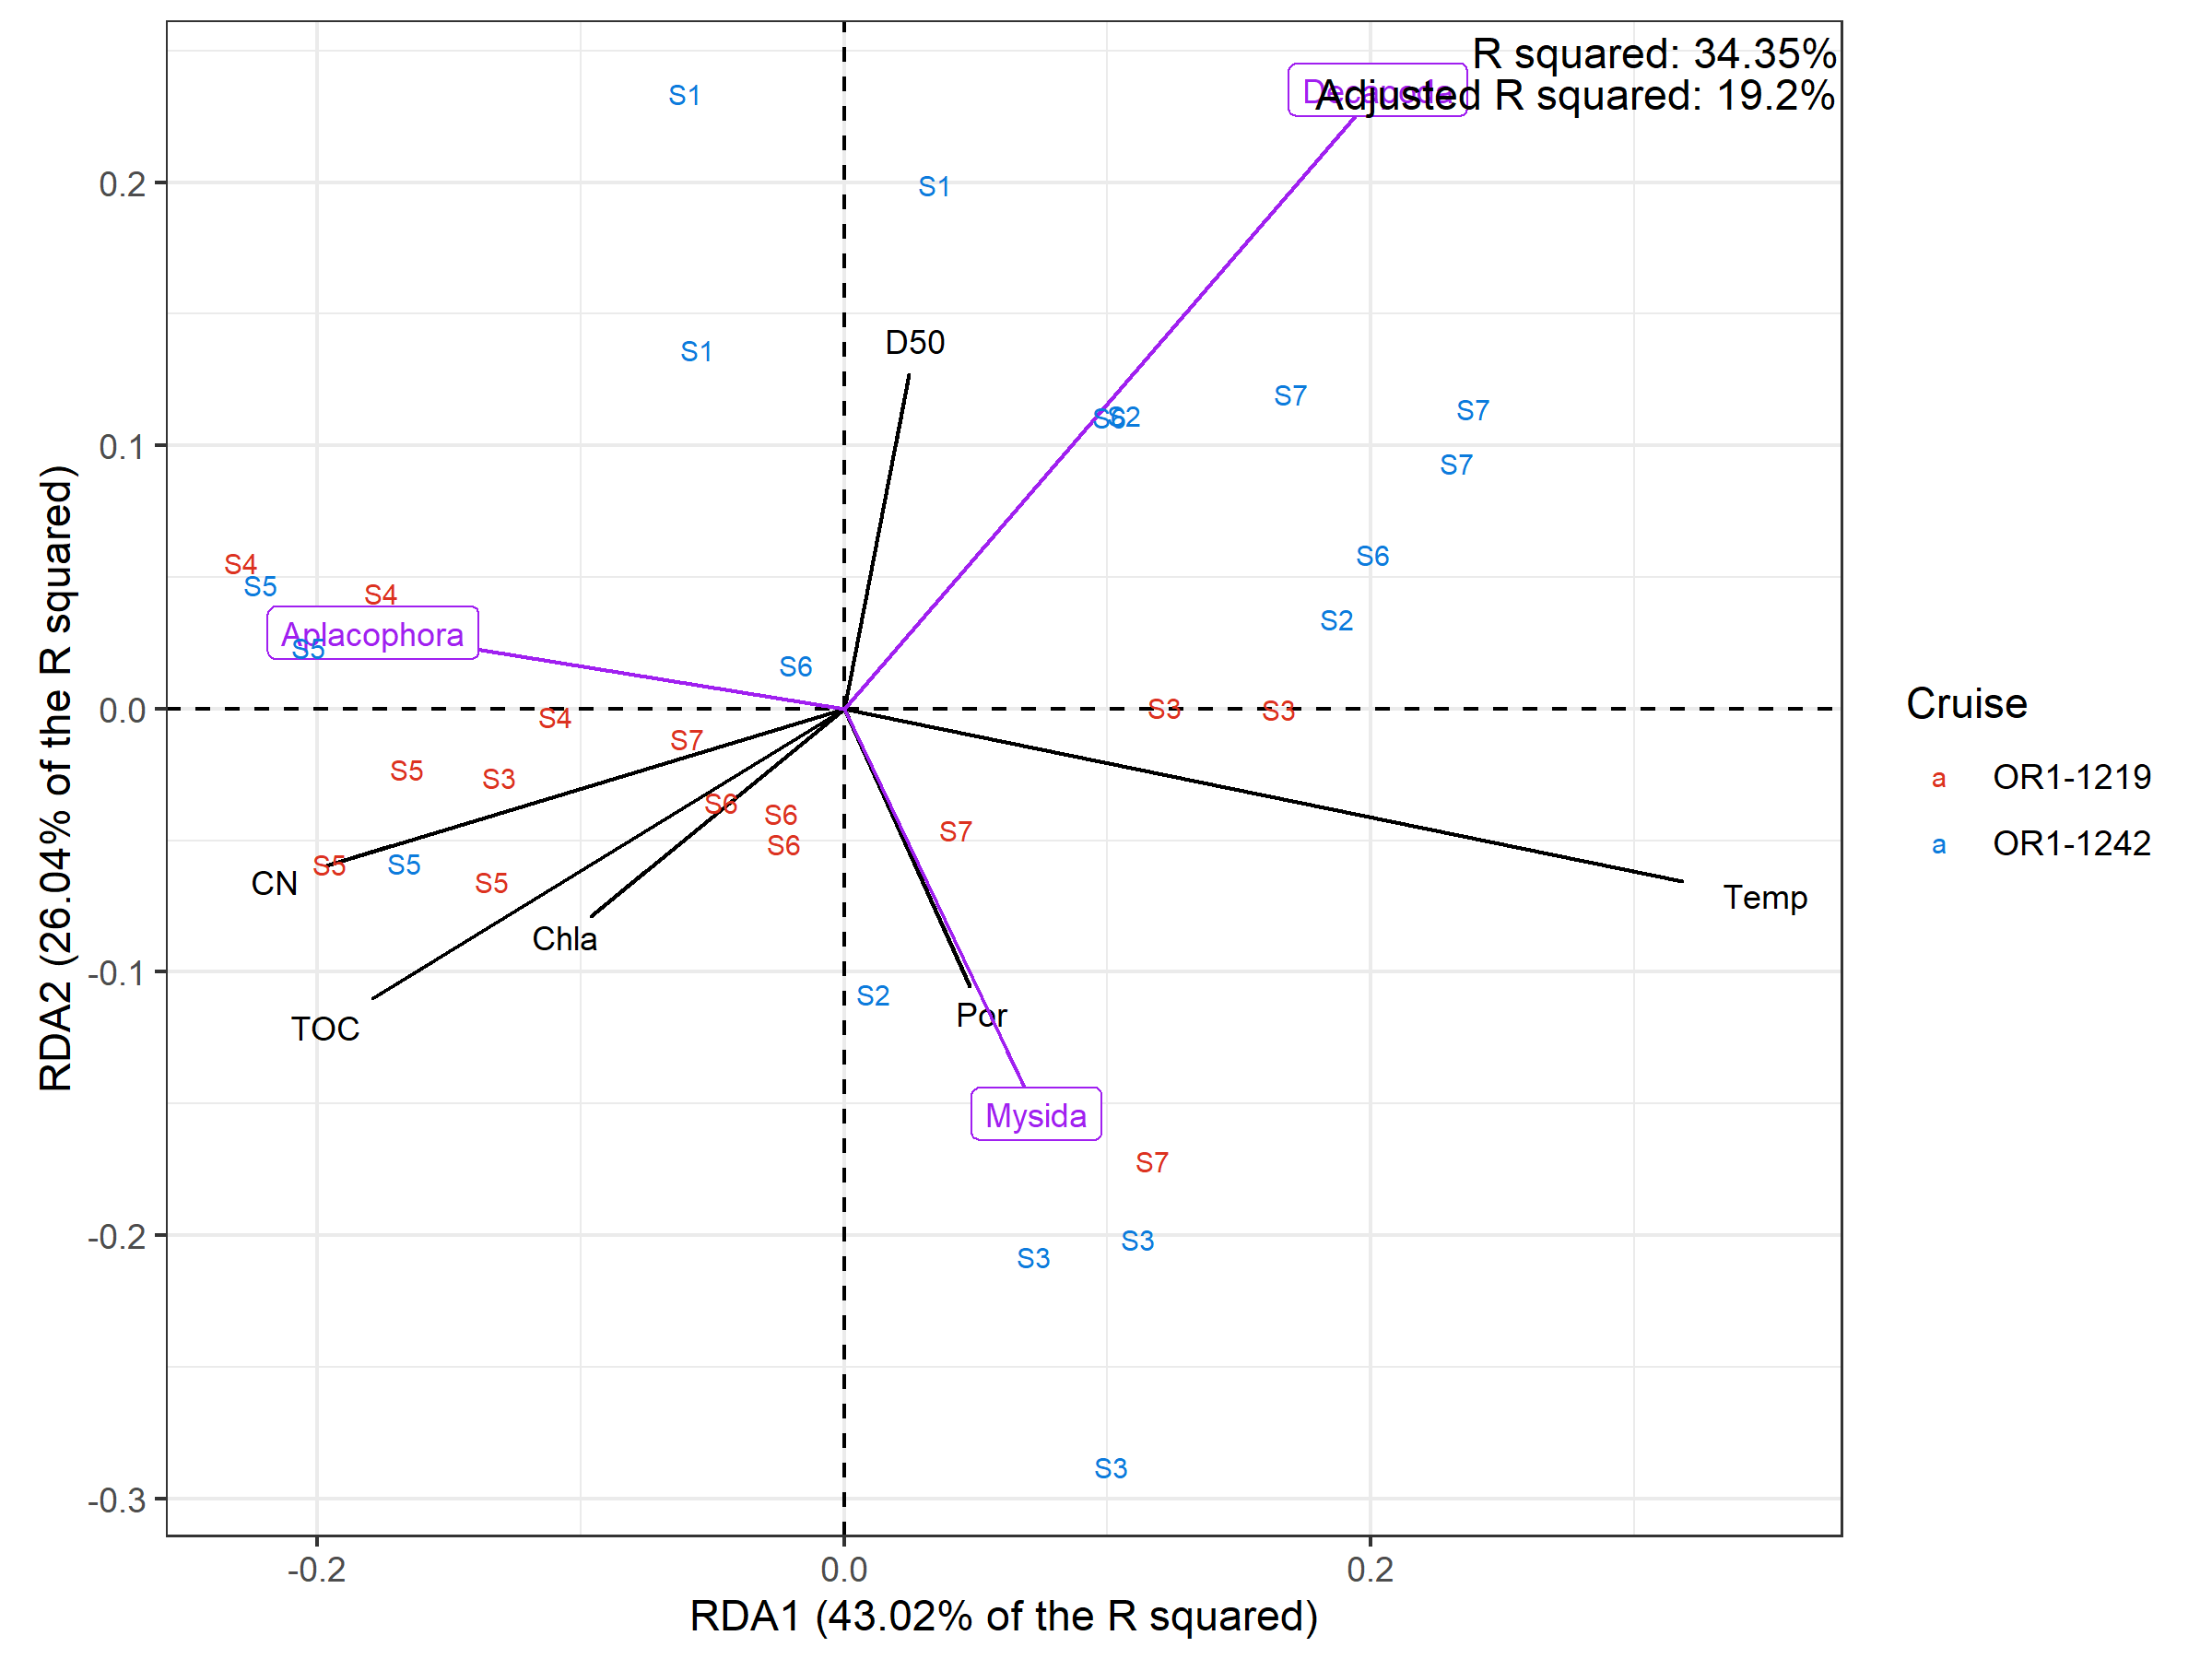 R squared: 34.35%
Decapoda
Adjusted R squared: 19.2%
S1
0.2
S1
D50
S1
S7
S7
S6
S2
0.1
S7
S4
S6
S5
S4
S2
Aplacophora
S5
S6
0.0
S4
S3
S3
S7
S5
S3
S6
S6
S7
S6
S5
S5
CN
S5
Temp
Chla
-0.1
S2
Por
TOC
Mysida
S7
-0.2
S3
S3
S3
-0.3
-0.2
0.0
0.2
RDA1 (43.02% of the R squared)
RDA2 (26.04% of the R squared)
Cruise
a OR1-1219
a OR1-1242